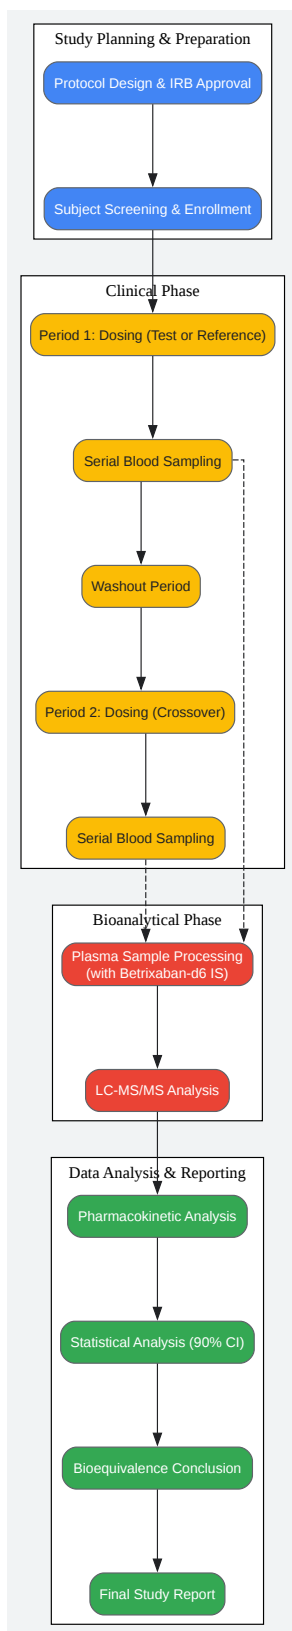 Study Planning & Preparation
Protocol Design & IRB Approval
Subject Screening & Enrollment
Clinical Phase
Period 1: Dosing (Test or Reference)
Serial Blood Sampling
Washout Period
Period 2: Dosing (Crossover)
Serial Blood Sampling
Bioanalytical Phase
Plasma Sample Processing
(with Betrixaban-d6 IS)
LC-MS/MS Analysis
Data Analysis & Reporting
Pharmacokinetic Analysis
Statistical Analysis (90% CI)
Bioequivalence Conclusion
Final Study Report